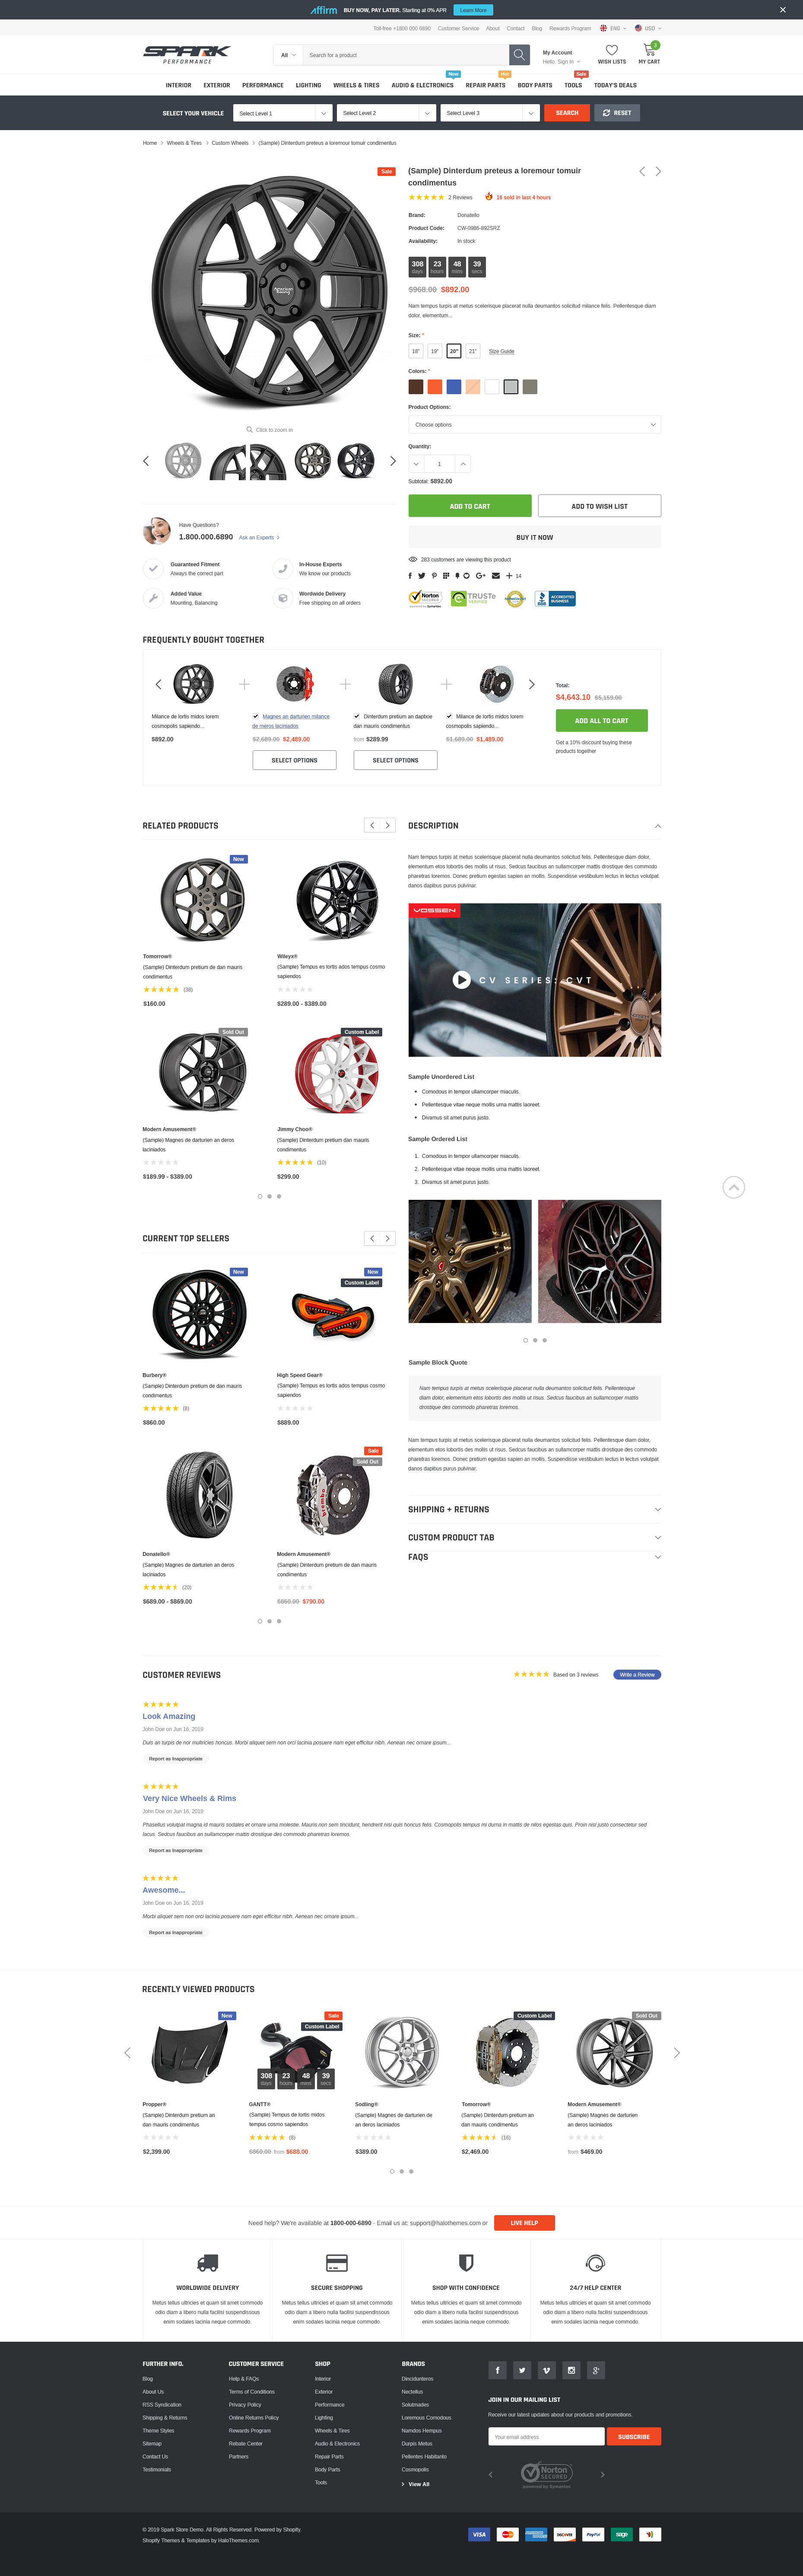 affirm BUY NOW, PAY LATER. Starting at 0% APR Learn More
Toll-free +1800 000 6890 Customer Service About Contact Blog Rewards Program ENG USD
SPARK
PERFORMANCE
All Search for a product
My Account
Hello, Sign In
WISH LISTS
3
MY CART
New Hot Sale
INTERIOR EXTERIOR PERFORMANCE LIGHTING WHEELS & TIRES AUDIO & ELECTRONICS REPAIR PARTS BODY PARTS TOOLS TODAY'S DEALS
SELECT YOUR VEHICLE Select Level 1 Select Level 2 Select Level 3 SEARCH RESET
Home > Wheels & Tires > Custom Wheels > (Sample) Dinterdum preteus a loremour tomuir condimentus
Sale
American Racing
Click to zoom in
Have Questions?
1.800.000.6890 Ask an Experts >
Guaranteed Fitment
Always the correct part
In-House Experts
We know our products
Added Value
Mounting, Balancing
Wordwide Delivery
Free shipping on all orders
(Sample) Dinterdum preteus a loremour tomuir
condimentus
2 Reviews 16 sold in last 4 hours
Brand: Donatello
Product Code: CW-0986-892SRZ
Availability: In stock
308 23 48 39
days hours mins secs
$968.00 $892.00
Nam tempus turpis at metus scelerisque placerat nulla deumantos solicitud milance felis. Pellentesque diam
dolor, elementum...
Size: *
18" 19" 20" 21" Size Guide
Colors: *
Product Options:
Choose options
Quantity:
1
Subtotal: $892.00
ADD TO CART ADD TO WISH LIST
BUY IT NOW
283 customers are viewing this product
14
Norton SECURED powered by Symantec TRUSTe VERIFIED BBB ACCREDITED BUSINESS
FREQUENTLY BOUGHT TOGETHER
Milance de lortis midos lorem
cosmopolis sapiendo...
$892.00
Magnes an darturien milance
de meros laciniados
$2,689.00 $2,489.00
SELECT OPTIONS
Dinterdum pretium an dapboe
dan mauris condimentus
from $289.99
SELECT OPTIONS
Milance de lortis midos lorem
cosmopolis sapiendo...
$1,689.00 $1,489.00
Total:
$4,643.10 $5,159.00
ADD ALL TO CART
Get a 10% discount buying these
products together
RELATED PRODUCTS
New
Tomorrow®
(Sample) Dinterdum pretium de dan mauris
condimentus
(38)
$160.00
Wileyx®
(Sample) Tempus es lortis ados tempus cosmo
sapiendos
$289.00 - $389.00
Sold Out
Modern Amusement®
(Sample) Magnes de darturien an deros
laciniados
$189.99 - $389.00
Custom Label
Jimmy Choo®
(Sample) Dinterdum pretium dan mauris
condimentus
(10)
$299.00
CURRENT TOP SELLERS
New
Burbery®
(Sample) Dinterdum pretium de dan mauris
condimentus
(8)
$860.00
New
Custom Label
High Speed Gear®
(Sample) Tempus es lortis ados tempus cosmo
sapiendos
$889.00
Donatello®
(Sample) Magnes de darturien an deros
laciniados
(20)
$689.00 - $869.00
Sale
Sold Out
brembo
Modern Amusement®
(Sample) Dinterdum pretium de dan mauris
condimentus
$860.00 $790.00
DESCRIPTION
Nam tempus turpis at metus scelerisque placerat nulla deumantos solicitud felis. Pellentesque diam dolor,
elementum etos lobortis des mollis ut risus. Sedcus faucibus an sullamcorper mattis drostique des commodo
pharetras loremos. Donec pretium egestas sapien an mollis. Suspendisse vestibulum lectus in lectus volutpat
danos dapibus purus pulvinar.
VOSSEN
CV SERIES: CVT
Sample Unordered List
Comodous in tempor ullamcorper miaculis.
Pellentesque vitae neque mollis urna mattis laoreet.
Divamus sit amet purus justo.
Sample Ordered List
1. Comodous in tempor ullamcorper miaculis.
2. Pellentesque vitae neque mollis urna mattis laoreet.
3. Divamus sit amet purus justo.
Sample Block Quote
Nam tempus turpis at metus scelerisque placerat nulla deumantos solicitud felis. Pellentesque
diam dolor, elementum etos lobortis des mollis ut risus. Sedcus faucibus an sullamcorper mattis
drostique des commodo pharetras loremos.
Nam tempus turpis at metus scelerisque placerat nulla deumantos solicitud felis. Pellentesque diam dolor,
elementum etos lobortis des mollis ut risus. Sedcus faucibus an sullamcorper mattis drostique des commodo
pharetras loremos. Donec pretium egestas sapien an mollis. Suspendisse vestibulum lectus in lectus volutpat
danos dapibus purus pulvinar.
SHIPPING + RETURNS
CUSTOM PRODUCT TAB
FAQS
CUSTOMER REVIEWS Based on 3 reviews Write a Review
Look Amazing
John Doe on Jun 16, 2019
Duis an turpis de nor multricies honcus. Morbi aliquet sem non orci lacinia posuere nam eget efficitur nibh. Aenean nec ornare ipsum...
Report as Inappropriate
Very Nice Wheels & Rims
John Doe on Jun 16, 2019
Phasellus volutpat magna id mauris sodales et ornare urna molestie. Mauris non sem tincidunt, hendrerit nisi quis honcus felis. Cosmopolis tempus mi durna in mattis de nilos egestas quis. Proin nisi justo consectetur sed
lacus. Sedcus faucibus an sullamcorper mattis drostique des commodo pharetras loremos.
Report as Inappropriate
Awesome...
John Doe on Jun 16, 2019
Morbi aliquet sem non orci lacinia posuere nam eget efficitur nibh. Aenean nec ornare ipsum...
Report as Inappropriate
RECENTLY VIEWED PRODUCTS
New
Propper®
(Sample) Dinterdum pretium an
dan mauris condimentus
$2,399.00
Sale
Custom Label
308 23 48 39
days hours mins secs
GANTT®
(Sample) Tempus de lortis midos
tempus cosmo sapiendos
(6)
$860.00 from $688.00
Sodling®
(Sample) Magnes de darturien de
an deros laciniados
$389.00
Custom Label
Tomorrow®
(Sample) Dinterdum pretium an
dan mauris condimentus
(16)
$2,469.00
Sold Out
Modern Amusement®
(Sample) Magnes de darturien
an deros laciniados
from $469.00
Need help? We're available at 1800-000-6890 - Email us at: support@halothemes.com or LIVE HELP
WORLDWIDE DELIVERY
Metus tellus ultricies et quam sit amet commodo
odio diam a libero nulla facilisi suspendissous
enim sodales lacinia neque commodo.
SECURE SHOPPING
Metus tellus ultricies et quam sit amet commodo
odio diam a libero nulla facilisi suspendissous
enim sodales lacinia neque commodo.
SHOP WITH CONFIDENCE
Metus tellus ultricies et quam sit amet commodo
odio diam a libero nulla facilisi suspendissous
enim sodales lacinia neque commodo.
24/7 HELP CENTER
Metus tellus ultricies et quam sit amet commodo
odio diam a libero nulla facilisi suspendissous
enim sodales lacinia neque commodo.
FURTHER INFO.
Blog
About Us
RSS Syndication
Shipping & Returns
Theme Styles
Sitemap
Contact Us
Testimonials
CUSTOMER SERVICE
Help & FAQs
Terms of Conditions
Privacy Policy
Online Returns Policy
Rewards Program
Rebate Center
Partners
SHOP
Interior
Exterior
Performance
Lighting
Wheels & Tires
Audio & Electronics
Repair Parts
Body Parts
Tools
BRANDS
Dincidunteros
Nectellus
Solutmades
Loremous Comodous
Namdos Hempus
Durpis Metus
Pellentes Habitanto
Cosmopolis
> View All
JOIN IN OUR MAILING LIST
Receive our latest updates about our products and promotions.
Your email address SUBSCRIBE
Norton
SECURED
powered by Symantec
© 2019 Spark Store Demo. All Rights Reserved. Powered by Shopify.
Shopify Themes & Templates by HaloThemes.com.
VISA MasterCard AMERICAN EXPRESS DISCOVER PayPal sage